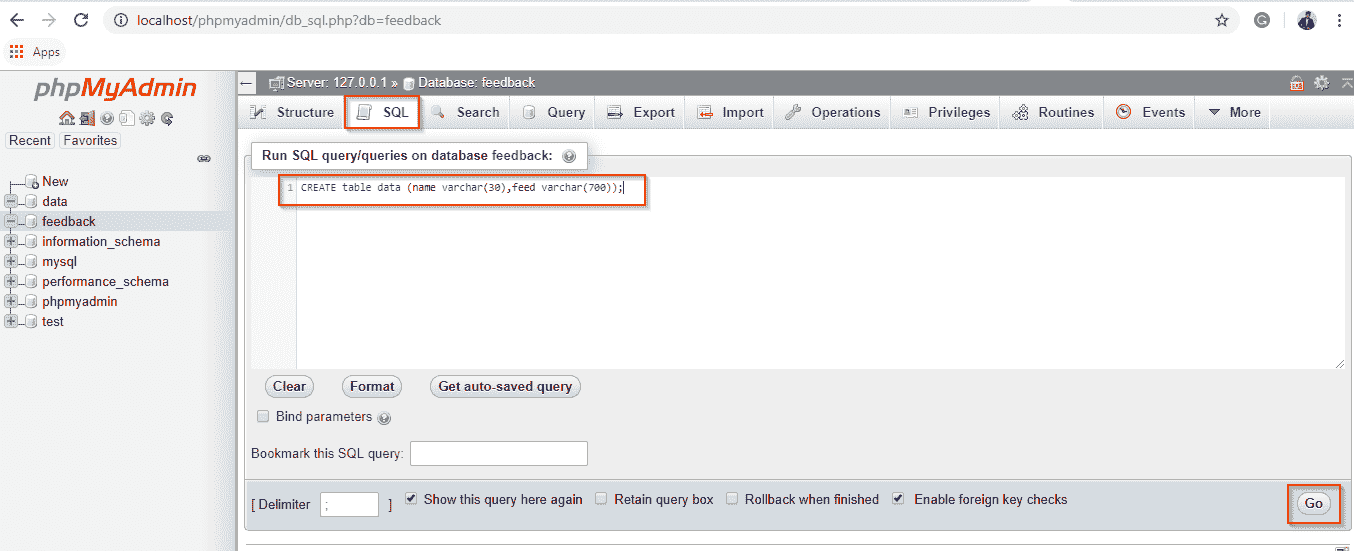 localhost/phpmyadmin/db_sql.php?db=feedback
Apps
phpMyAdmin
Recent Favorites
New
data
feedback
information_schema
mysql
performance_schema
phpmyadmin
test
Server: 127.0.0.1 » Database: feedback
Structure SQL Search Query Export Import Operations Privileges Routines Events More
Run SQL query/queries on database feedback:
1 CREATE table data (name varchar(30),feed varchar(700));
Clear Format Get auto-saved query
Bind parameters
Bookmark this SQL query:
[ Delimiter ; ] Show this query here again Retain query box Rollback when finished Enable foreign key checks Go